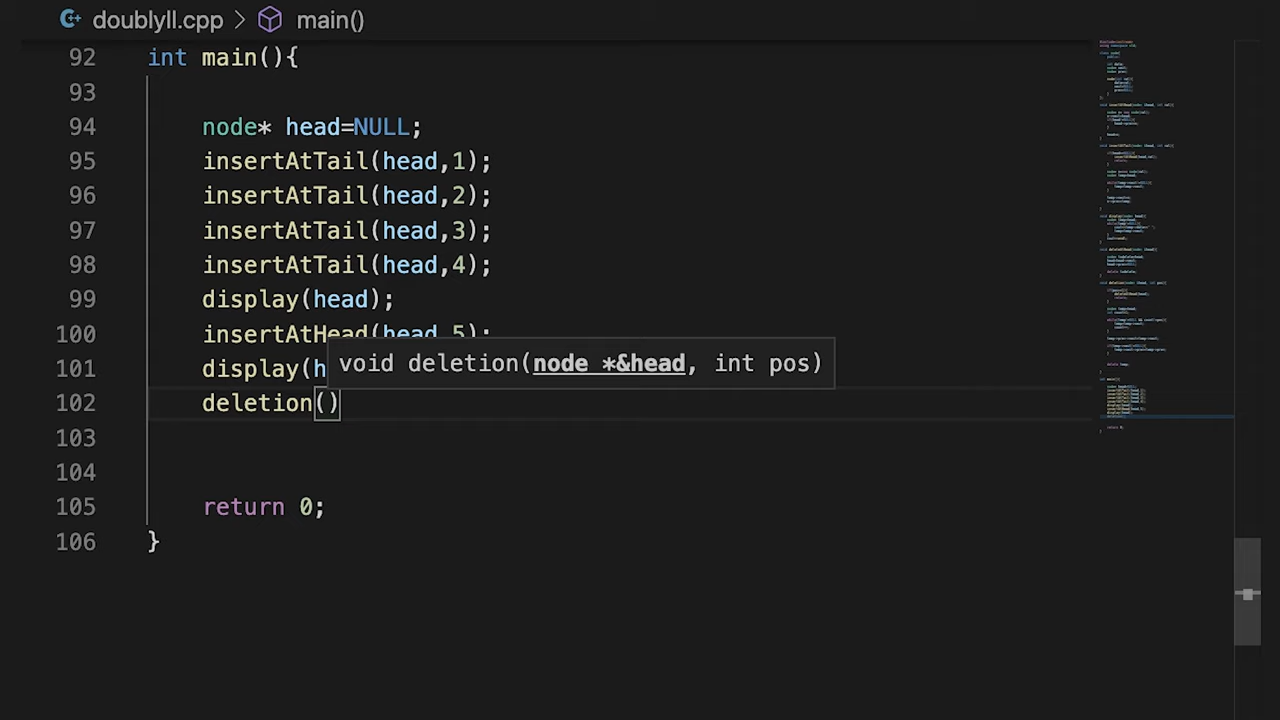 doublyll.cpp > main()
92 int main(){
93
94 node* head=NULL;
95 insertAtTail(head,1);
96 insertAtTail(head,2);
97 insertAtTail(head,3);
98 insertAtTail(head,4);
99 display(head);
100 insertAtHead(head,5);
void deletion(node *&head, int pos)
101 display(h
102 deletion()
103
104
105 return 0;
106 }